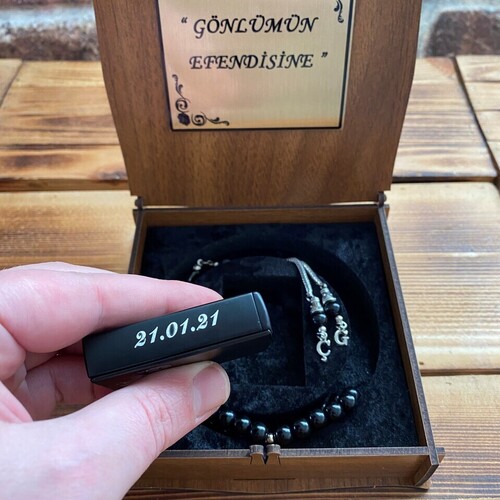 “ GÖNLÜMÜN
EFENDİSİNE ”
21.01.21